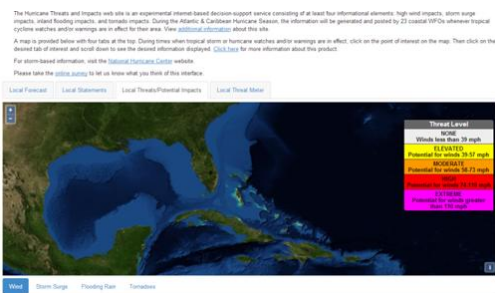 The Hurricane Threats and Impacts web site is an experimental internet-based decision-support service consisting of at least four informational elements: high wind impacts, storm surge
impacts, inland flooding impacts, and tornado impacts. During the Atlantic & Caribbean Hurricane Season, the information will be generated and posted by 23 coastal WFOs whenever tropical
cyclone watches and/or warnings are in effect for their area. View additional information about this site.
A map is provided below with four tabs at the top. During times when tropical storm or hurricane watches and/or warnings are in effect, click on the point of interest on the map. Then click on the
desired tab of interest and scroll down to see the desired information displayed. Click here for more information about this product.
For storm-based information, visit the National Hurricane Center website.
Please take the online survey to let us know what you think of this interface.
Local Forecast Local Statements Local Threats/Potential Impacts Local Threat Meter
+
-
Threat Level
NONE
Winds less than 39 mph
ELEVATED
Potential for winds 39-57 mph
MODERATE
Potential for winds 58-73 mph
HIGH
Potential for winds 74-110 mph
EXTREME
Potential for winds greater
than 110 mph
i
Wind Storm Surge Flooding Rain Tornadoes